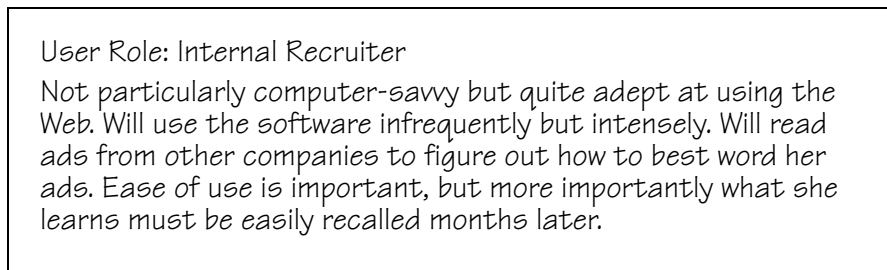 User Role: Internal Recruiter
Not particularly computer-savvy but quite adept at using the
Web. Will use the software infrequently but intensely. Will read
ads from other companies to figure out how to best word her
ads. Ease of use is important, but more importantly what she
learns must be easily recalled months later.